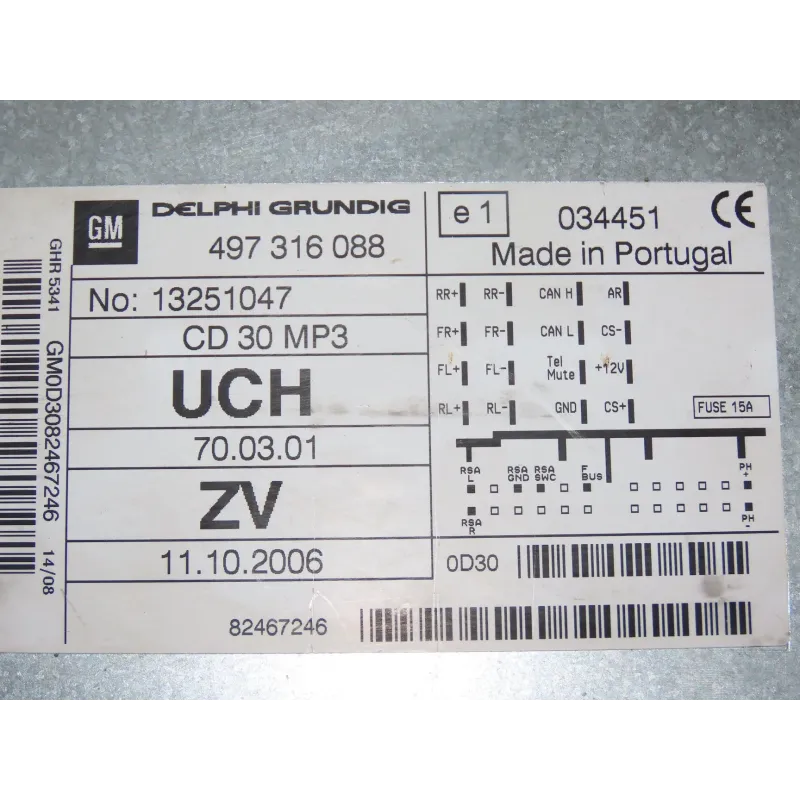 GM DELPHI GRUNDIG
497 316 088
No: 13251047
CD 30 MP3
UCH
70.03.01
ZV
11.10.2006
82467246
GHR 5341 GM0D3082467246 14/08
e 1 034451 CE
Made in Portugal
RR+ RR- CAN H AR
FR+ FR- CAN L CS-
FL+ FL- Tel Mute +12V
RL+ RL- GND CS+
FUSE 15A
RSA L RSA GND RSA SWC F BUS PH +
RSA R PH -
0D30